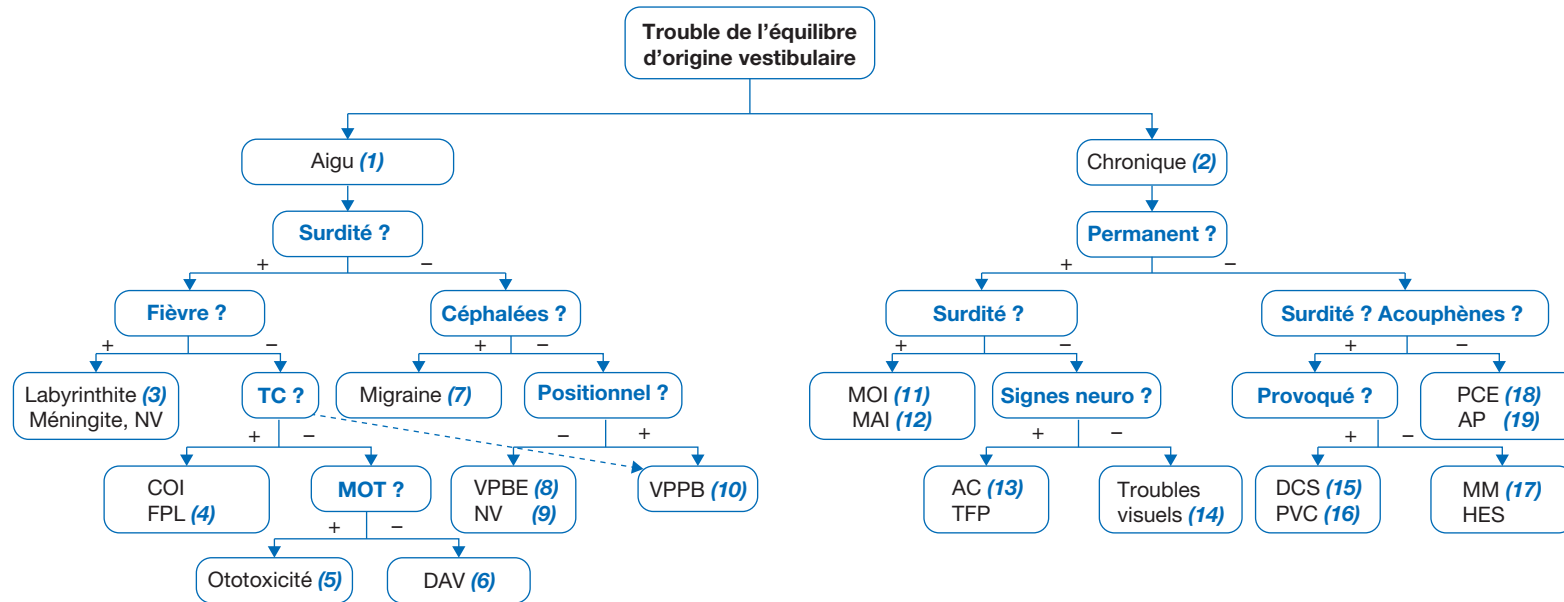 Trouble de l’équilibre
d’origine vestibulaire
Aigu (1)
Chronique (2)
Surdité ?
Permanent ?
+ −
+ −
Fièvre ?
Céphalées ?
Surdité ?
Surdité ? Acouphènes ?
+ −
+ −
+ −
+ −
Labyrinthite (3)
Méningite, NV
TC ?
Migraine (7)
Positionnel ?
MOI (11)
MAI (12)
Signes neuro ?
Provoqué ?
PCE (18)
AP (19)
+ −
− +
+ −
+ −
COI
FPL (4)
MOT ?
VPBE (8)
NV (9)
VPPB (10)
AC (13)
TFP
Troubles
visuels (14)
DCS (15)
PVC (16)
MM (17)
HES
+ −
Ototoxicité (5)
DAV (6)